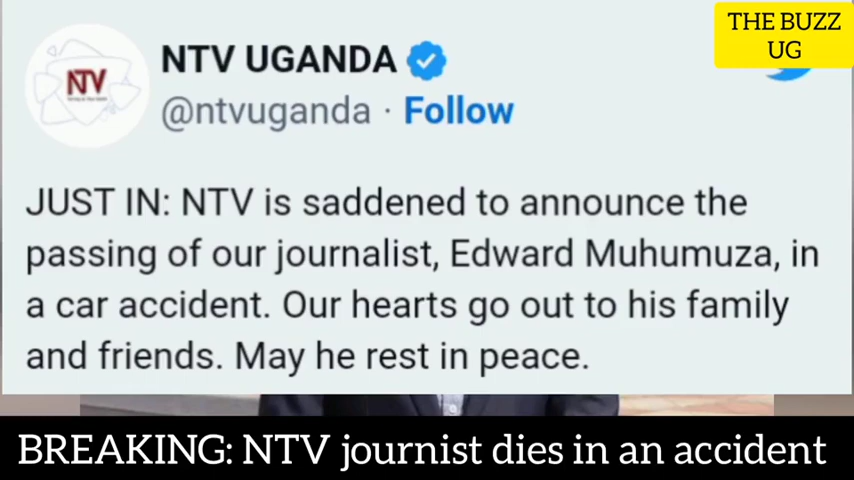 THE BUZZ
UG
NTV UGANDA
NTV
@ntvuganda · Follow
JUST IN: NTV is saddened to announce the
passing of our journalist, Edward Muhumuza, in
a car accident. Our hearts go out to his family
and friends. May he rest in peace.
BREAKING: NTV journist dies in an accident